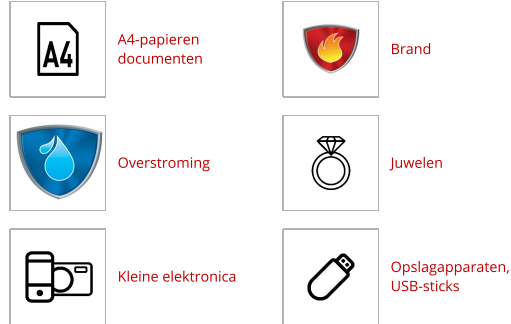 A4
A4-papieren
documenten
Brand
Overstroming
Juwelen
Kleine elektronica
Opslagapparaten,
USB-sticks